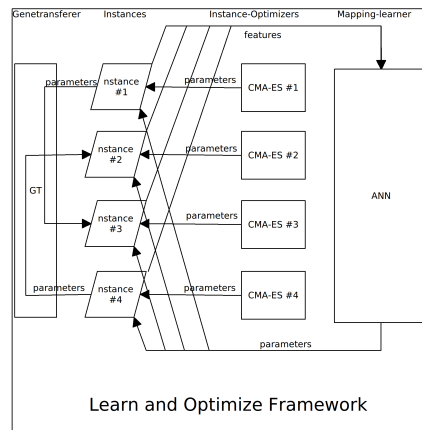 Genetransferer Instances Instance-Optimizers Mapping-learner
features
parameters nstance #1 parameters CMA-ES #1
nstance #2 parameters CMA-ES #2
GT
ANN
nstance #3 parameters CMA-ES #3
parameters nstance #4 parameters CMA-ES #4
parameters
Learn and Optimize Framework